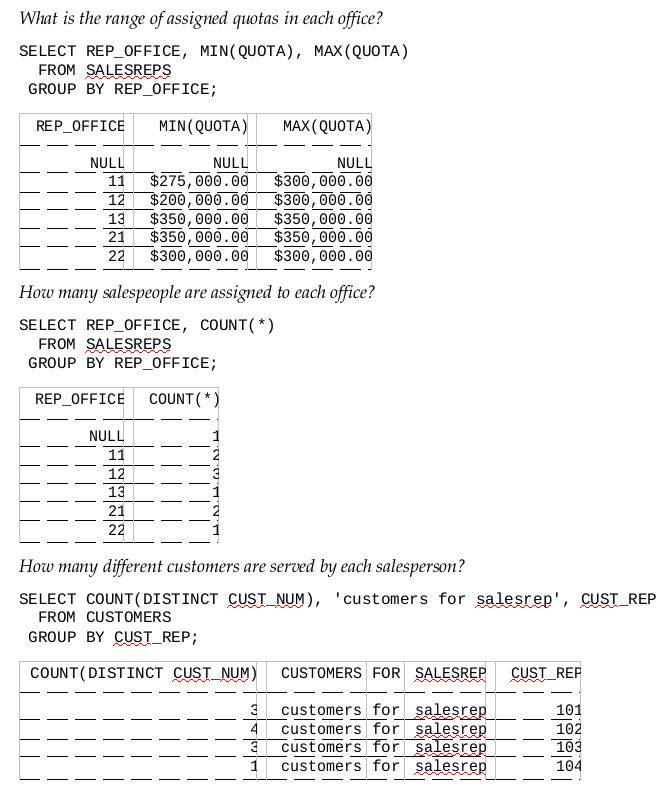 What is the range of assigned quotas in each office?
SELECT REP_OFFICE, MIN(QUOTA), MAX(QUOTA)
FROM SALESREPS
GROUP BY REP_OFFICE;
REP_OFFICE MIN(QUOTA) MAX(QUOTA)
NULL NULL NULL
11 $275,000.00 $300,000.00
12 $200,000.00 $300,000.00
13 $350,000.00 $350,000.00
21 $350,000.00 $350,000.00
22 $300,000.00 $300,000.00
How many salespeople are assigned to each office?
SELECT REP_OFFICE, COUNT(*)
FROM SALESREPS
GROUP BY REP_OFFICE;
REP_OFFICE COUNT(*)
NULL 1
11 2
12 3
13 1
21 2
22 1
How many different customers are served by each salesperson?
SELECT COUNT(DISTINCT CUST_NUM), 'customers for salesrep', CUST_REP
FROM CUSTOMERS
GROUP BY CUST_REP;
COUNT(DISTINCT CUST_NUM) CUSTOMERS FOR SALESREP CUST_REP
3 customers for salesrep 101
4 customers for salesrep 102
3 customers for salesrep 103
1 customers for salesrep 104